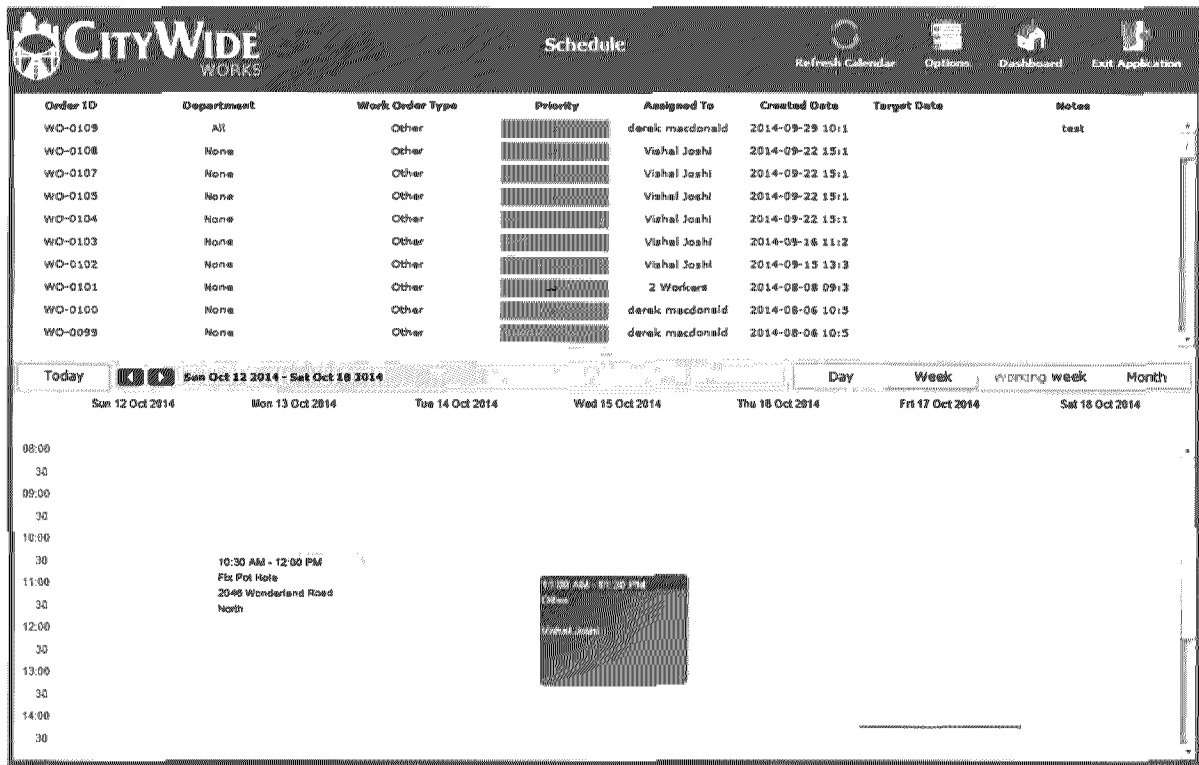 CITYWIDE
WORKS
Schedule
Refresh Calendar Options Dashboard Exit Application
Order ID Department Work Order Type Priority Assigned To Created Date Target Date Notes
WO-0109 All Other derek macdonald 2014-09-29 10:1 test
WO-0108 None Other Vishal Joshi 2014-09-22 15:1
WO-0107 None Other Vishal Joshi 2014-09-22 15:1
WO-0105 None Other Vishal Joshi 2014-09-22 15:1
WO-0104 None Other Vishal Joshi 2014-09-22 15:1
WO-0103 None Other Vishal Joshi 2014-09-16 11:2
WO-0102 None Other Vishal Joshi 2014-09-15 13:3
WO-0101 None Other 2 Workers 2014-08-08 09:3
WO-0100 None Other derek macdonald 2014-08-06 10:5
WO-0099 None Other derek macdonald 2014-08-06 10:5
Today Sun Oct 12 2014 - Sat Oct 18 2014 Day Week Working week Month
Sun 12 Oct 2014 Mon 13 Oct 2014 Tue 14 Oct 2014 Wed 15 Oct 2014 Thu 16 Oct 2014 Fri 17 Oct 2014 Sat 18 Oct 2014
08:00
30
09:00
30
10:00
30
10:30 AM - 12:00 PM
Fix Pot Hole
11:00
11:00 AM - 01:30 PM
2046 Wonderland Road
30
North
Other
12:00
Vishal Joshi
30
13:00
30
14:00
30